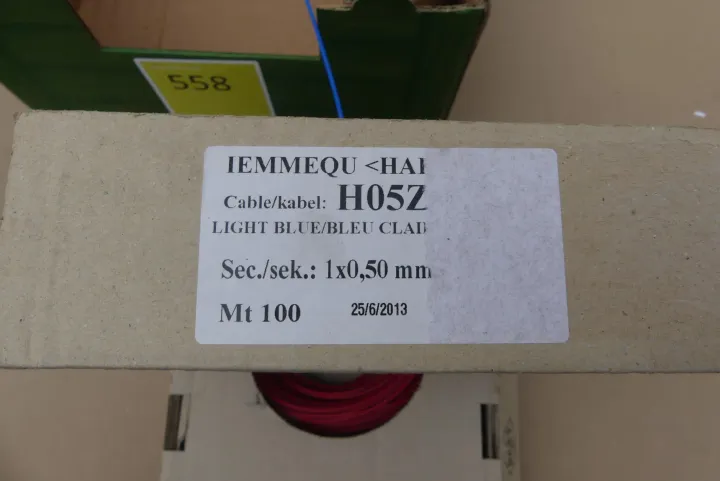 558
IEMMEQU <HAR
Cable/kabel: H05Z
LIGHT BLUE/BLEU CLAI
Sec./sek.: 1x0,50 mm
Mt 100
25/6/2013